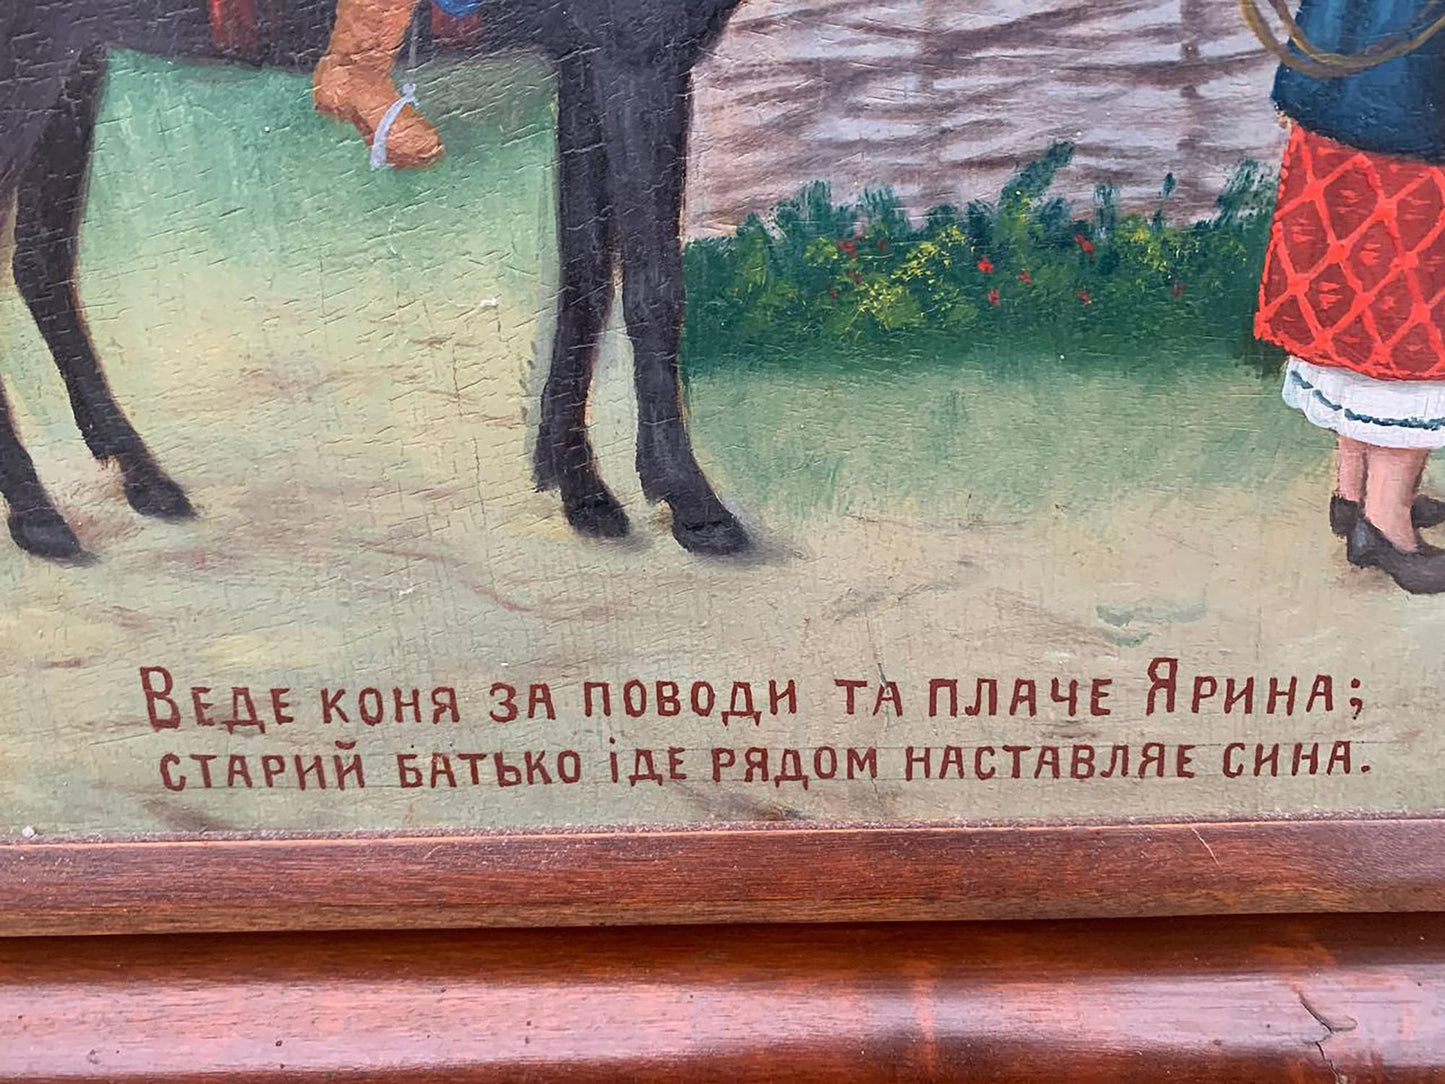 Веде коня за поводи та плаче Ярина;
старий батько іде рядом наставляе сина.